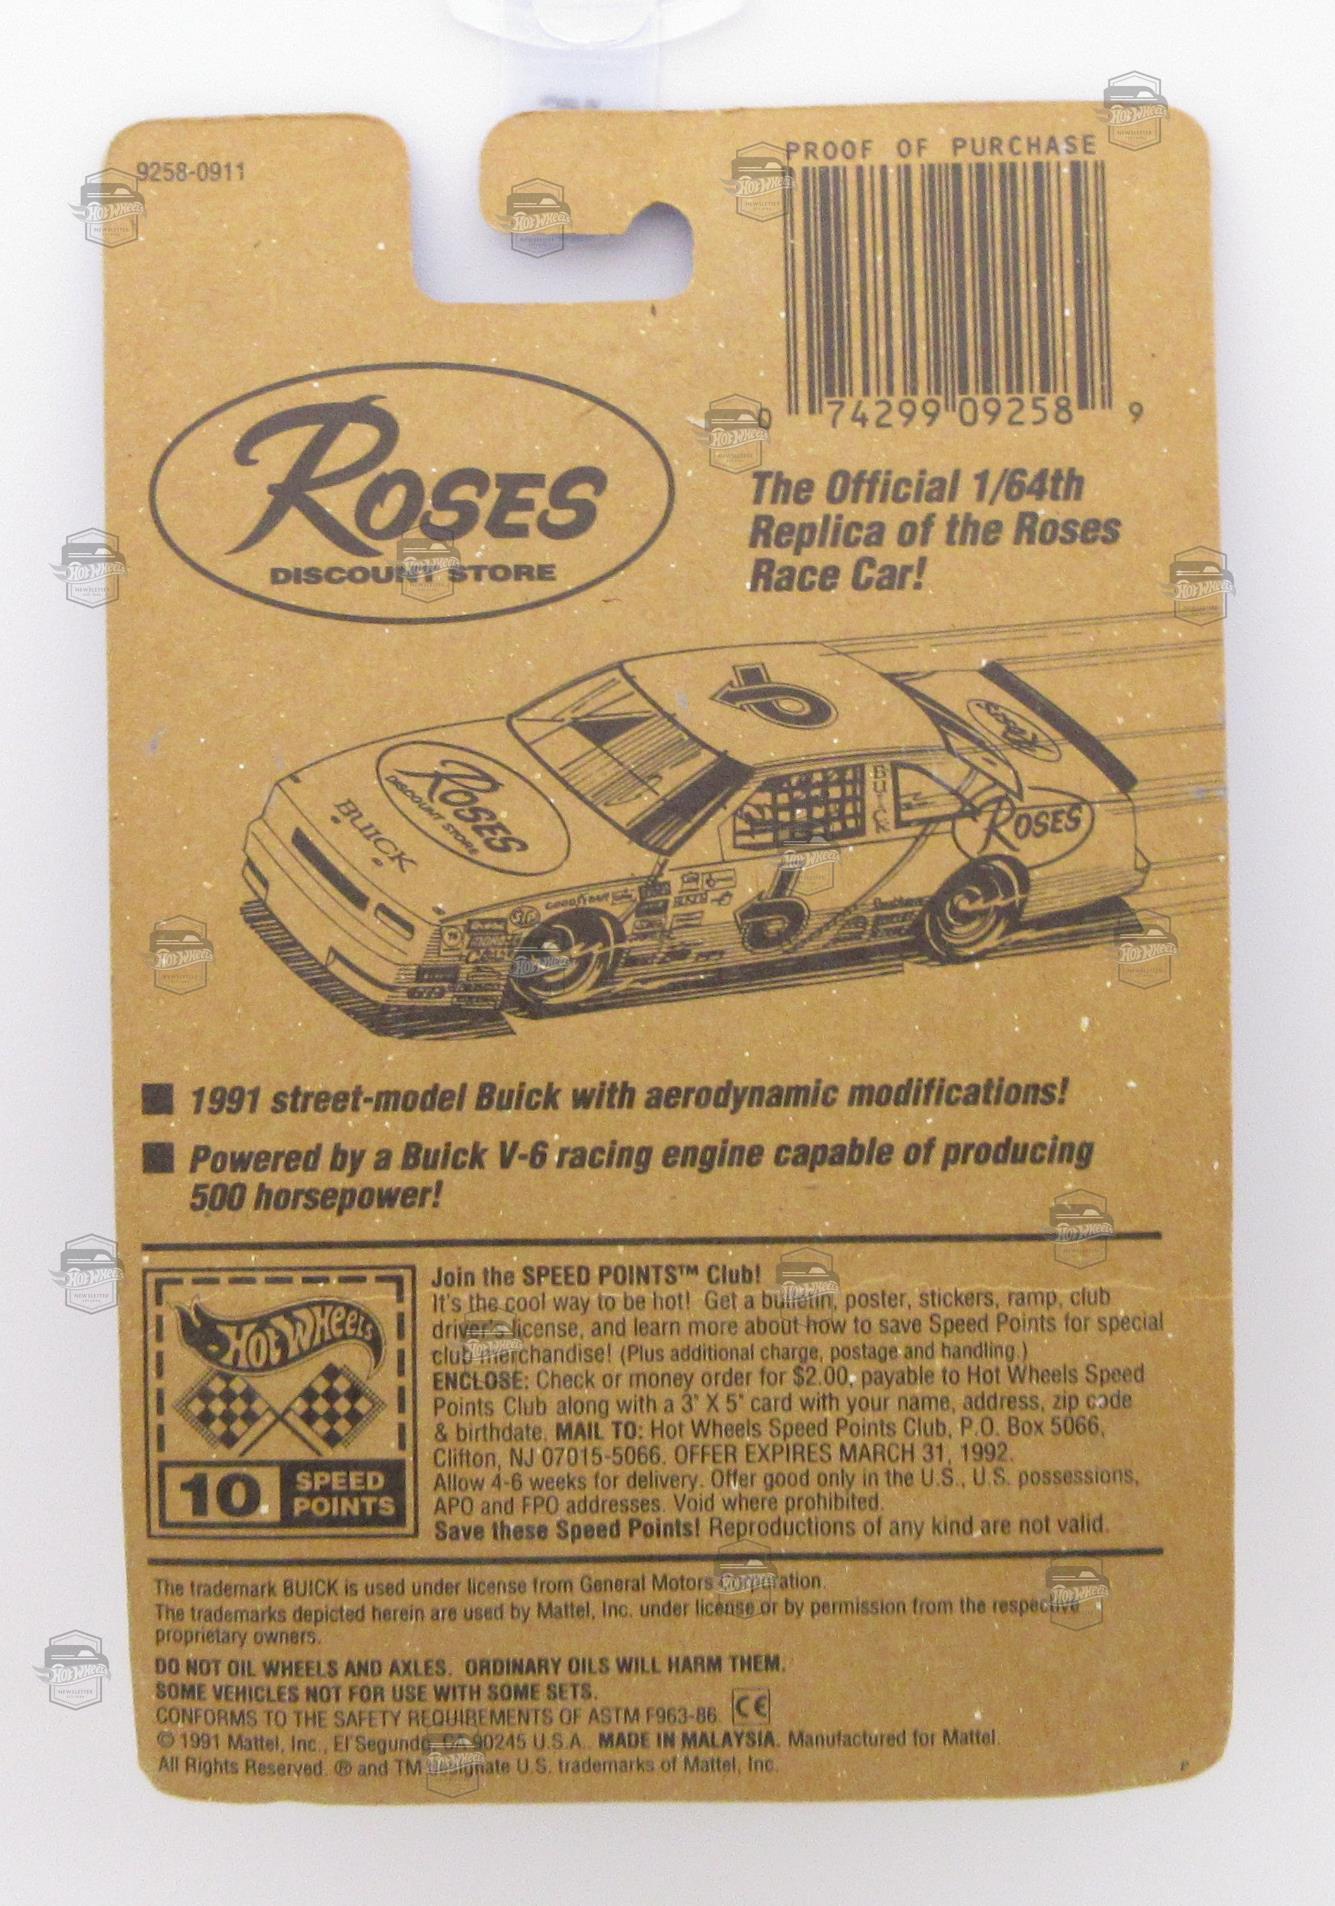 9258-0911
PROOF OF PURCHASE
0 74299 09258 9
ROSES
DISCOUNT STORE
The Official 1/64th
Replica of the Roses
Race Car!
6
ROSES
BUICK
ROSES
DISCOUNT STORE
BUICK
ROSES
GOODYEAR
STP
6
1991 street-model Buick with aerodynamic modifications!
Powered by a Buick V-6 racing engine capable of producing
500 horsepower!
HOT WHEELS
10 SPEED
POINTS
Join the SPEED POINTS™ Club!
It's the cool way to be hot! Get a bulletin, poster, stickers, ramp, club
driver's license, and learn more about how to save Speed Points for special
club merchandise! (Plus additional charge, postage and handling.)
ENCLOSE: Check or money order for $2.00, payable to Hot Wheels Speed
Points Club along with a 3" X 5" card with your name, address, zip code
& birthdate. MAIL TO: Hot Wheels Speed Points Club, P.O. Box 5066,
Clifton, NJ 07015-5066. OFFER EXPIRES MARCH 31, 1992.
Allow 4-6 weeks for delivery. Offer good only in the U.S., U.S. possessions,
APO and FPO addresses. Void where prohibited.
Save these Speed Points! Reproductions of any kind are not valid.
The trademark BUICK is used under license from General Motors Corporation.
The trademarks depicted herein are used by Mattel, Inc. under license or by permission from the respective
proprietary owners.
DO NOT OIL WHEELS AND AXLES. ORDINARY OILS WILL HARM THEM.
SOME VEHICLES NOT FOR USE WITH SOME SETS.
CONFORMS TO THE SAFETY REQUIREMENTS OF ASTM F963-86. CE
© 1991 Mattel, Inc., El Segundo, CA 90245 U.S.A. MADE IN MALAYSIA. Manufactured for Mattel.
All Rights Reserved. ® and TM designate U.S. trademarks of Mattel, Inc.
P
HOT WHEELS
NEWSLETTER